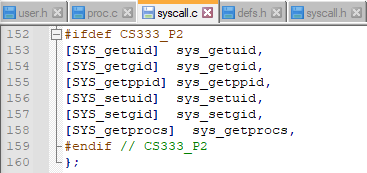 user.h proc.c syscall.c defs.h syscall.h
152 #ifdef CS333_P2
153 [SYS_getuid] sys_getuid,
154 [SYS_getgid] sys_getgid,
155 [SYS_getppid] sys_getppid,
156 [SYS_setuid] sys_setuid,
157 [SYS_setgid] sys_setgid,
158 [SYS_getprocs] sys_getprocs,
159 #endif // CS333_P2
160 };